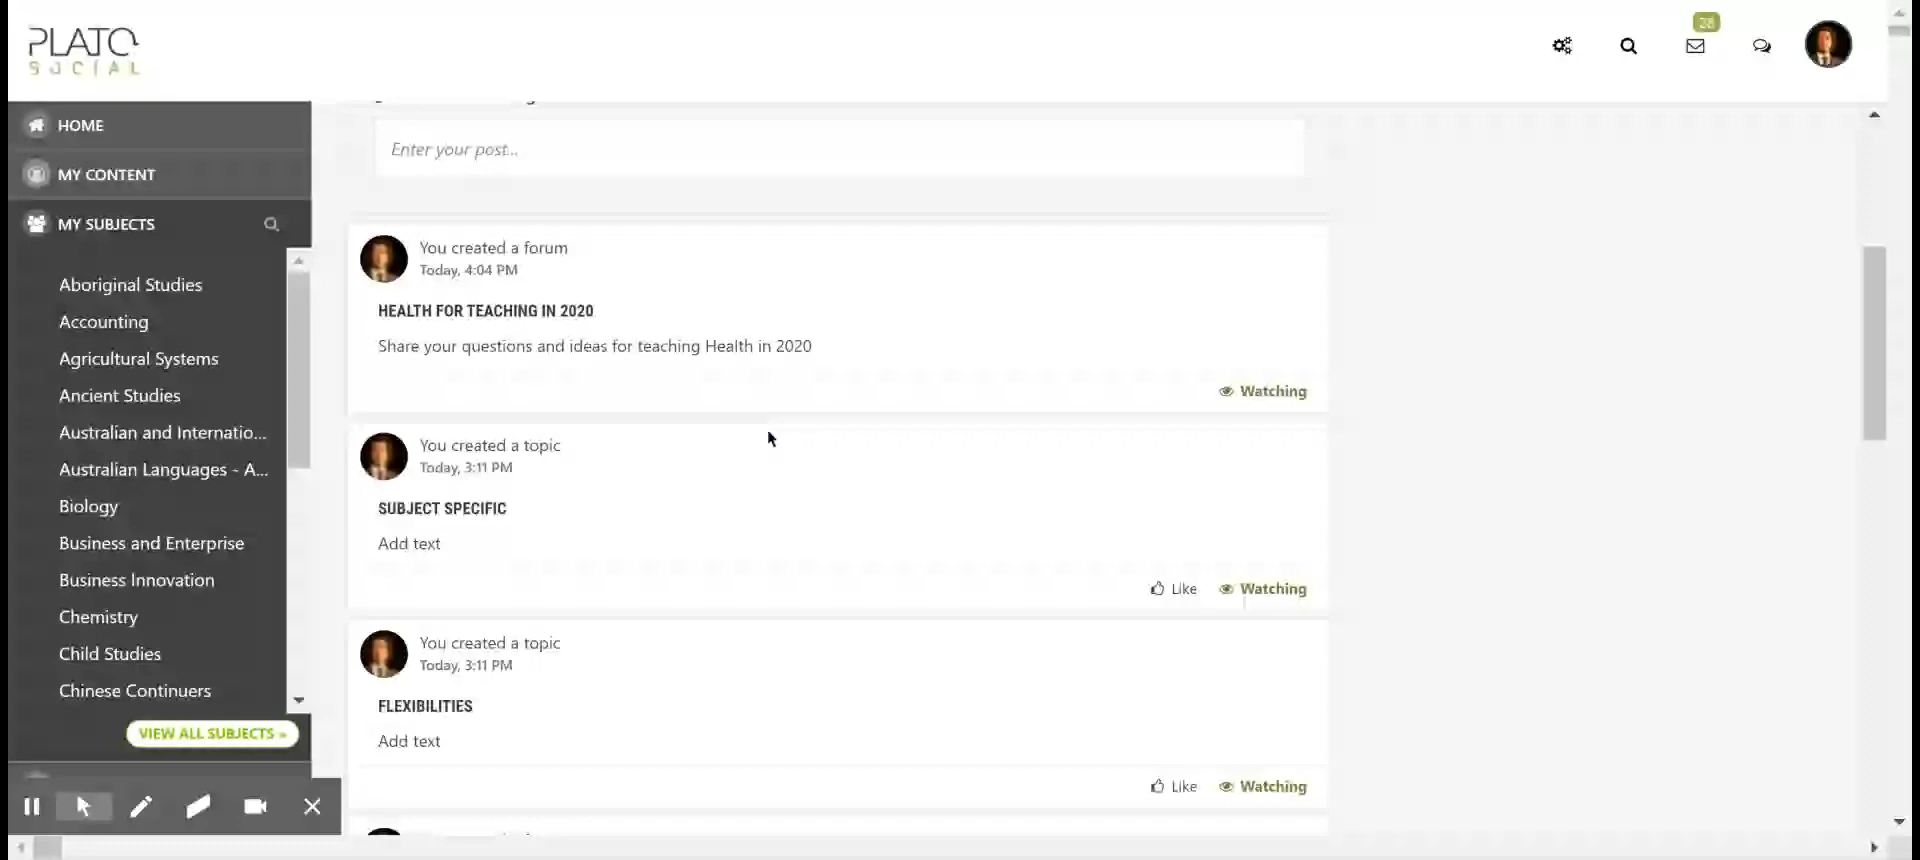 PLATO
SOCIAL
28
HOME
MY CONTENT
MY SUBJECTS
Aboriginal Studies
Accounting
Agricultural Systems
Ancient Studies
Australian and Internatio...
Australian Languages - A...
Biology
Business and Enterprise
Business Innovation
Chemistry
Child Studies
Chinese Continuers
VIEW ALL SUBJECTS »
Enter your post...
You created a forum
Today, 4:04 PM
HEALTH FOR TEACHING IN 2020
Share your questions and ideas for teaching Health in 2020
Watching
You created a topic
Today, 3:11 PM
SUBJECT SPECIFIC
Add text
Like Watching
You created a topic
Today, 3:11 PM
FLEXIBILITIES
Add text
Like Watching